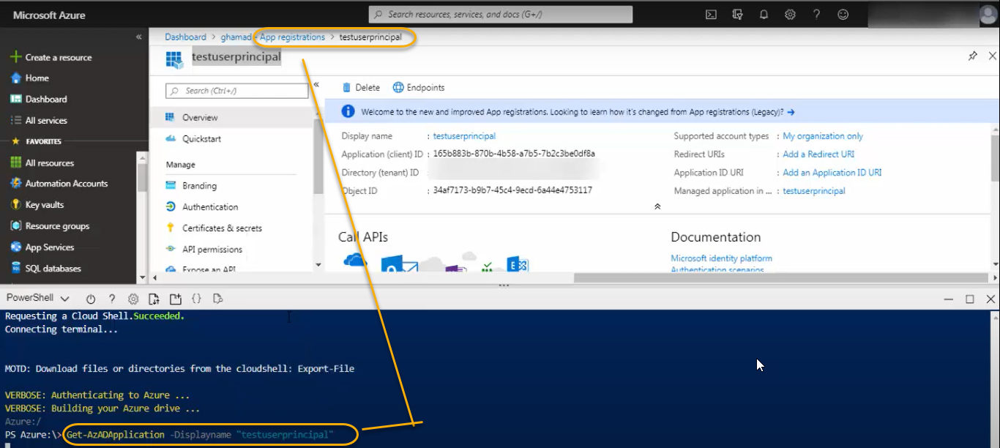 Microsoft Azure
Search resources, services, and docs (G+/)
«
Create a resource
Home
Dashboard
All services
FAVORITES
All resources
Automation Accounts
Key vaults
Resource groups
App Services
SQL databases
Dashboard > ghamad - App registrations > testuserprincipal
testuserprincipal
Search (Ctrl+/)
«
Overview
Quickstart
Manage
Branding
Authentication
Certificates & secrets
API permissions
Expose an API
Delete Endpoints
Welcome to the new and improved App registrations. Looking to learn how it's changed from App registrations (Legacy)? →
Display name : testuserprincipal
Application (client) ID : 165b883b-870b-4b58-a7b5-7b2c3be0df8a
Directory (tenant) ID :
Object ID : 34af7173-b9b7-45c4-9ecd-6a44e4753117
Supported account types : My organization only
Redirect URIs : Add a Redirect URI
Application ID URI : Add an Application ID URI
Managed application in ... : testuserprincipal
Call APIs
Documentation
Microsoft identity platform
Authentication scenarios
PowerShell
Requesting a Cloud Shell.Succeeded.
Connecting terminal...
MOTD: Download files or directories from the cloudshell: Export-File
VERBOSE: Authenticating to Azure ...
VERBOSE: Building your Azure drive ...
Azure:/
PS Azure:\> Get-AzADApplication -Displayname "testuserprincipal"